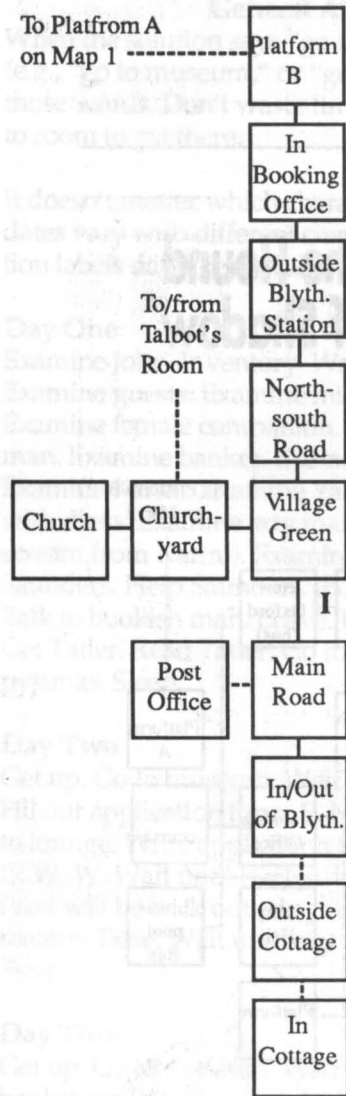 To Platfrom A
on Map 1
Platform
B
In
Booking
Office
Outside
Blyth.
Station
To/from
Talbot's
Room
North-
south
Road
Church
Church-
yard
Village
Green
Post
Office
Main
Road
In/Out
of Blyth.
Outside
Cottage
In
Cottage